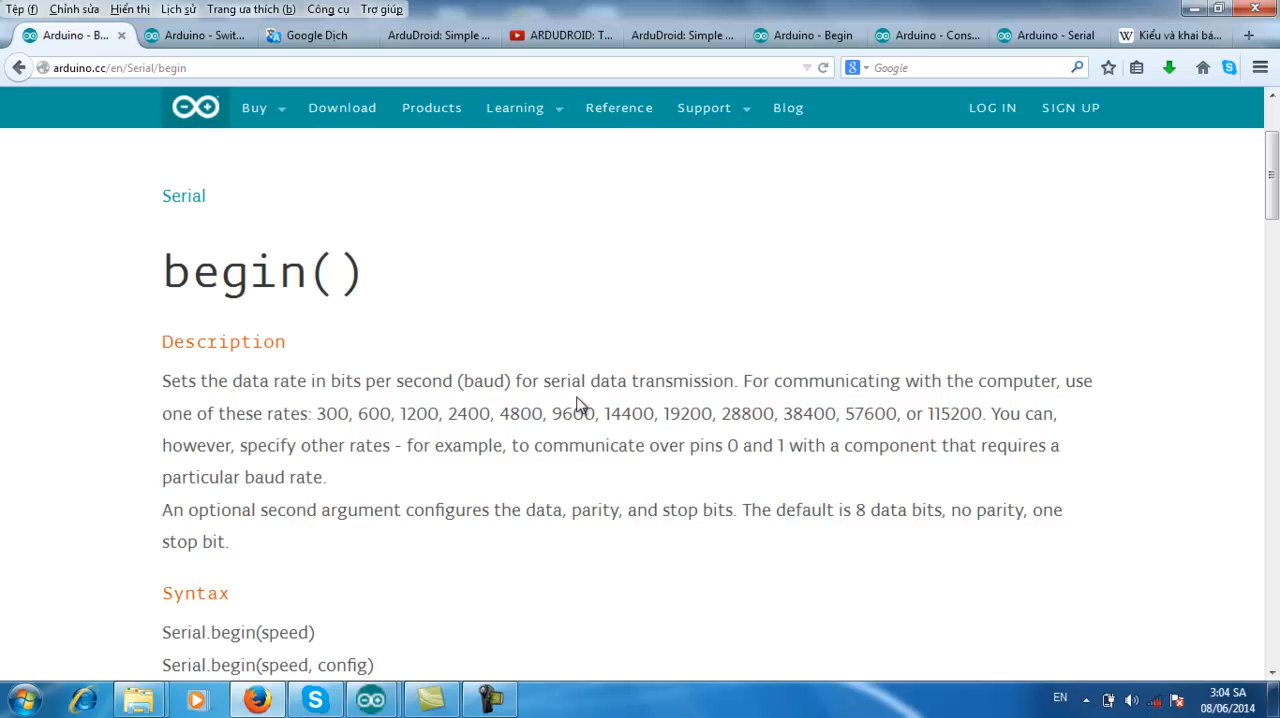 Tệp (f) Chỉnh sửa Hiển thị Lịch sử Trang ưa thích (b) Công cụ Trợ giúp
Arduino - B... Arduino - Swit... Google Dịch ArduDroid: Simple ... ARDUDROID: T... ArduDroid: Simple ... Arduino - Begin Arduino - Cons... Arduino - Serial Kiểu và khai bá...
arduino.cc/en/Serial/begin Google
Buy Download Products Learning Reference Support Blog LOG IN SIGN UP
Serial
begin()
Description
Sets the data rate in bits per second (baud) for serial data transmission. For communicating with the computer, use
one of these rates: 300, 600, 1200, 2400, 4800, 9600, 14400, 19200, 28800, 38400, 57600, or 115200. You can,
however, specify other rates - for example, to communicate over pins 0 and 1 with a component that requires a
particular baud rate.
An optional second argument configures the data, parity, and stop bits. The default is 8 data bits, no parity, one
stop bit.
Syntax
Serial.begin(speed)
Serial.begin(speed, config)
EN 3:04 SA
08/06/2014